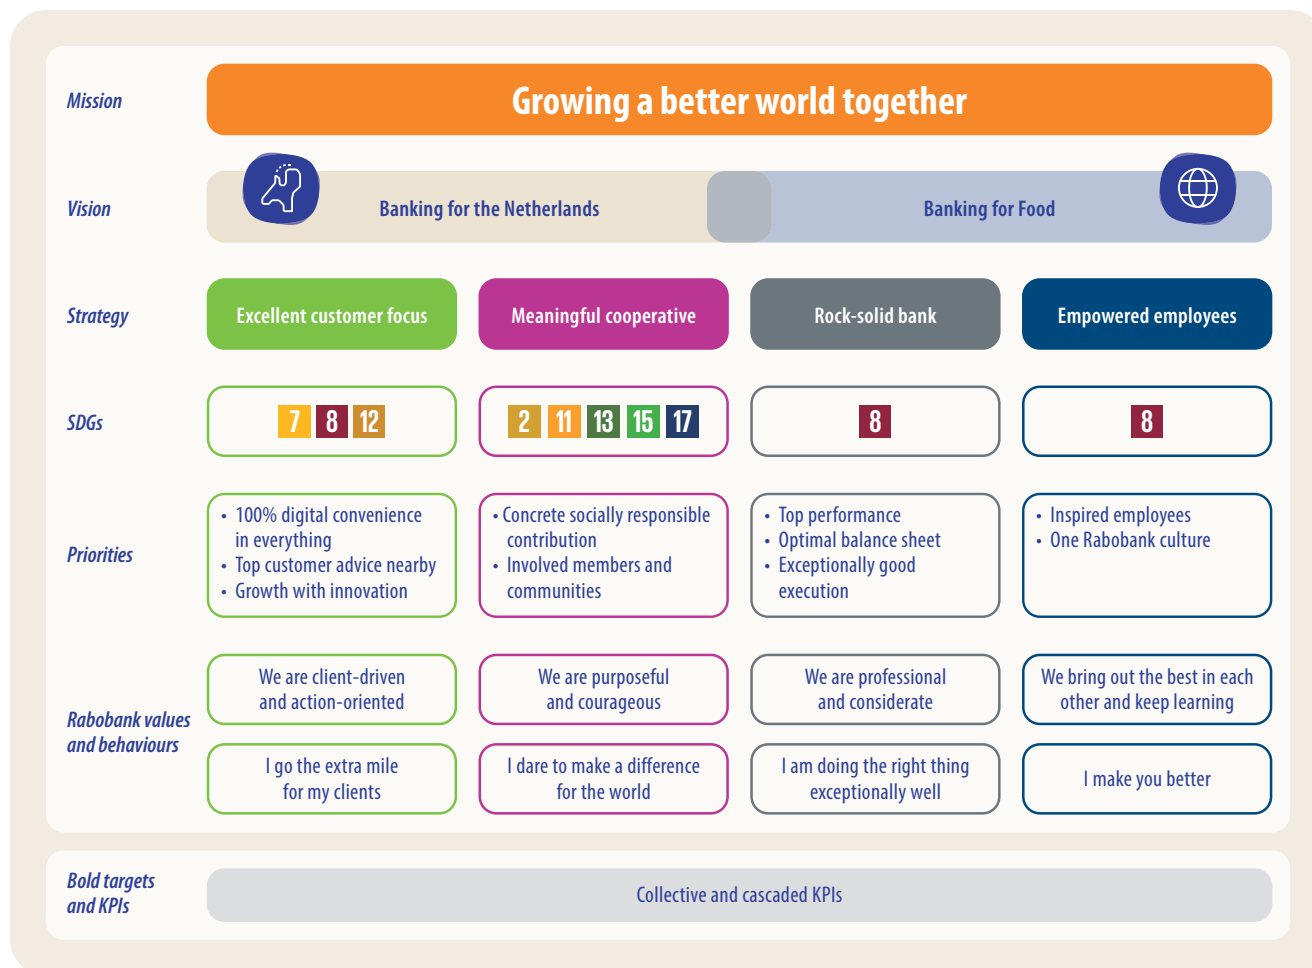 Mission
Growing a better world together
Vision
Banking for the Netherlands
Banking for Food
Strategy
Excellent customer focus
Meaningful cooperative
Rock-solid bank
Empowered employees
SDGs
7 8 12
2 11 13 15 17
8
8
Priorities
• 100% digital convenience
in everything
• Top customer advice nearby
• Growth with innovation
• Concrete socially responsible
contribution
• Involved members and
communities
• Top performance
• Optimal balance sheet
• Exceptionally good
execution
• Inspired employees
• One Rabobank culture
Rabobank values
and behaviours
We are client-driven
and action-oriented
We are purposeful
and courageous
We are professional
and considerate
We bring out the best in each
other and keep learning
I go the extra mile
for my clients
I dare to make a difference
for the world
I am doing the right thing
exceptionally well
I make you better
Bold targets
and KPIs
Collective and cascaded KPIs